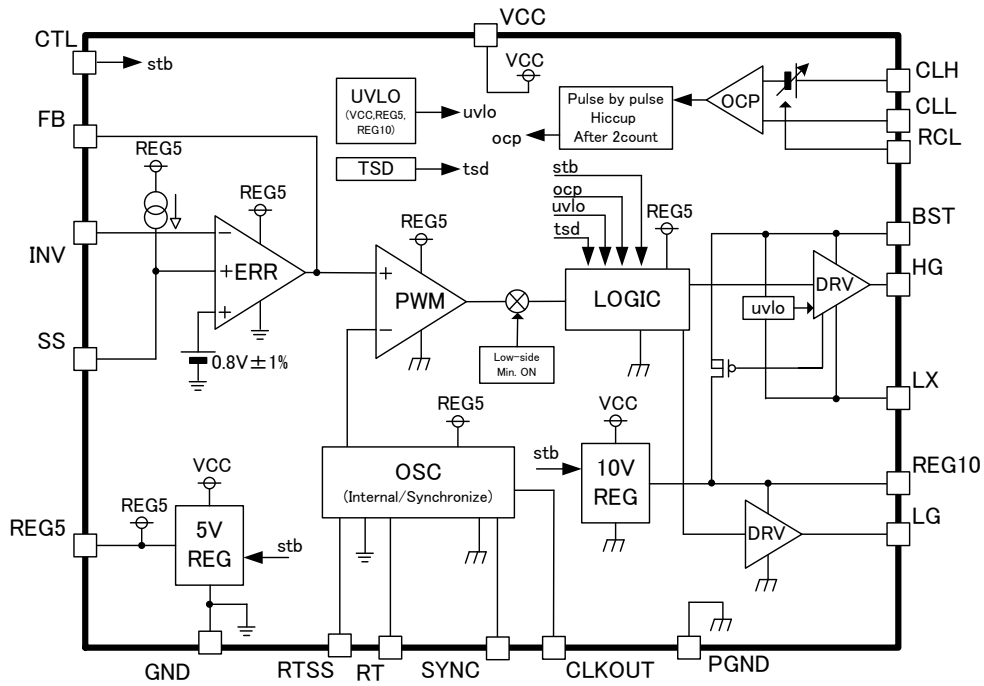 VCC
CTL
stb
VCC
CLH
UVLO
(VCC,REG5,
REG10)
uvlo
Pulse by pulse
Hiccup
After 2count
OCP
CLL
FB
ocp
RCL
REG5
TSD
tsd
stb
REG5
ocp
uvlo
REG5
tsd
BST
INV
−
+
ERR
+
+
PWM
−
LOGIC
DRV
HG
uvlo
SS
0.8V±1%
Low-side
Min. ON
LX
REG5
VCC
stb
10V
REG
REG10
OSC
(Internal/Synchronize)
VCC
REG5
REG5
5V
REG
stb
DRV
LG
GND
RTSS
RT
SYNC
CLKOUT
PGND